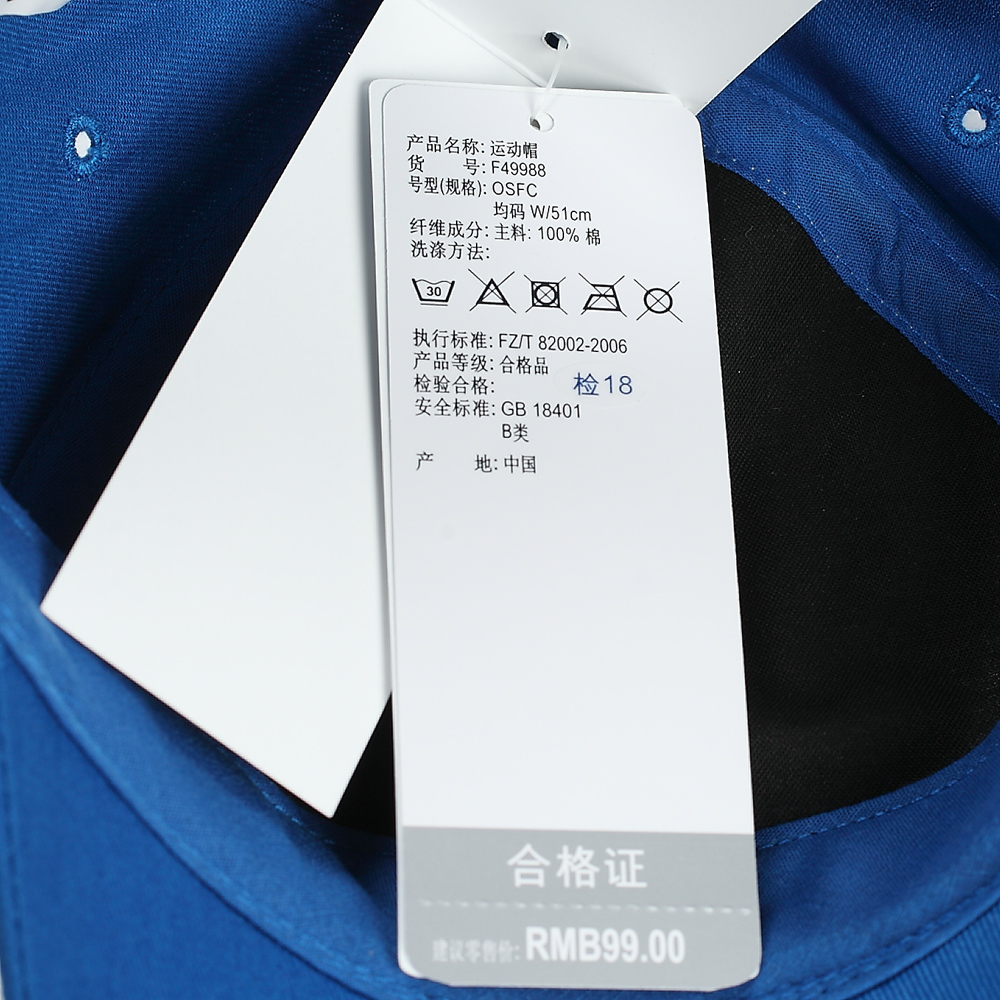 产品名称: 运动帽
货 号: F49988
号型(规格): OSFC
均码 W/51cm
纤维成分: 主料: 100% 棉
洗涤方法:
30
执行标准: FZ/T 82002-2006
产品等级: 合格品
检验合格: 检18
安全标准: GB 18401
B类
产 地: 中国
合格证
建议零售价: RMB99.00